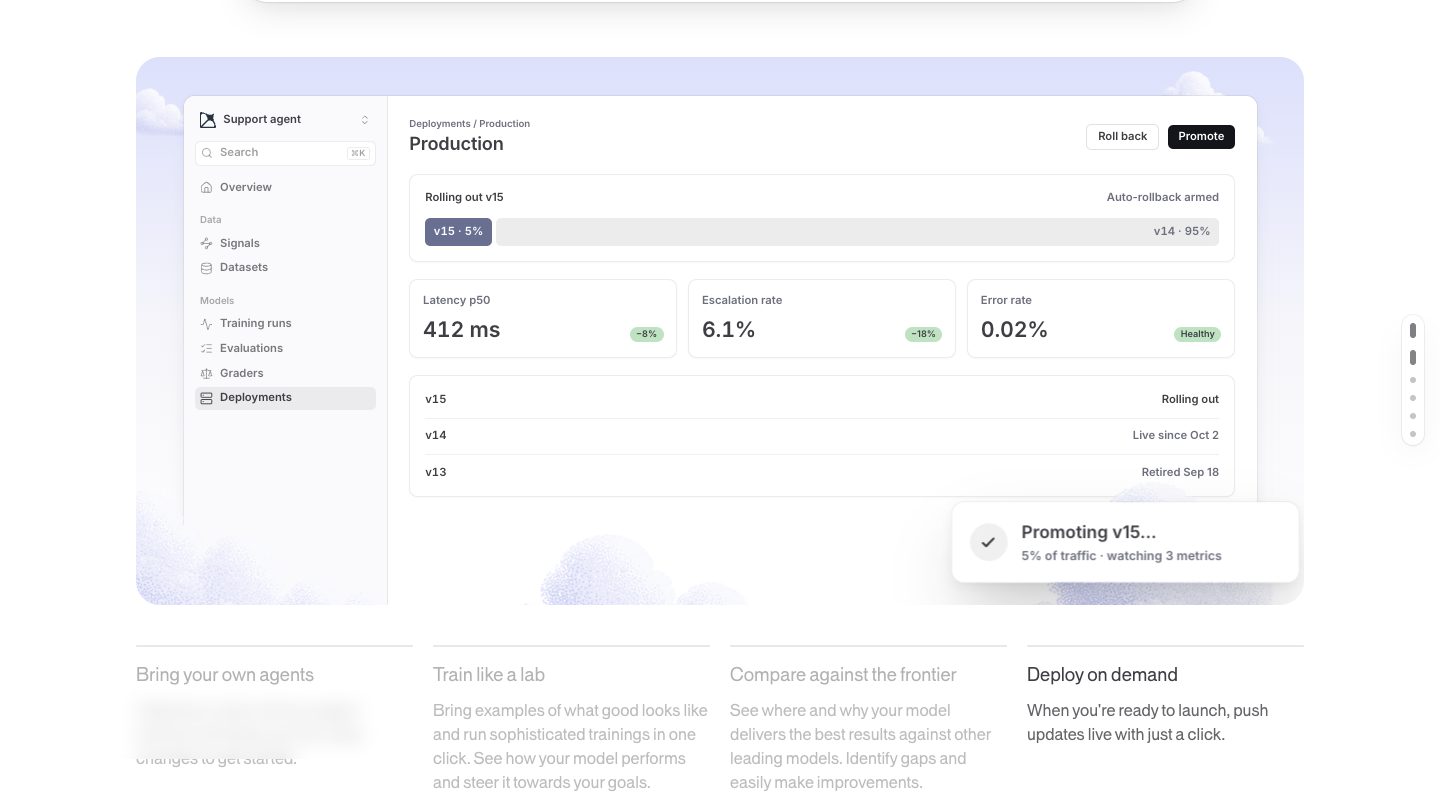 Support agent
Search
⌘K
Overview
Data
Signals
Datasets
Models
Training runs
Evaluations
Graders
Deployments
Deployments / Production
Production
Roll back
Promote
Rolling out v15
Auto-rollback armed
v15 · 5%
v14 · 95%
Latency p50
412 ms
−8%
Escalation rate
6.1%
−18%
Error rate
0.02%
Healthy
v15
Rolling out
v14
Live since Oct 2
v13
Retired Sep 18
Promoting v15...
5% of traffic · watching 3 metrics
Bring your own agents
changes to get started.
Train like a lab
Bring examples of what good looks like
and run sophisticated trainings in one
click. See how your model performs
and steer it towards your goals.
Compare against the frontier
See where and why your model
delivers the best results against other
leading models. Identify gaps and
easily make improvements.
Deploy on demand
When you're ready to launch, push
updates live with just a click.